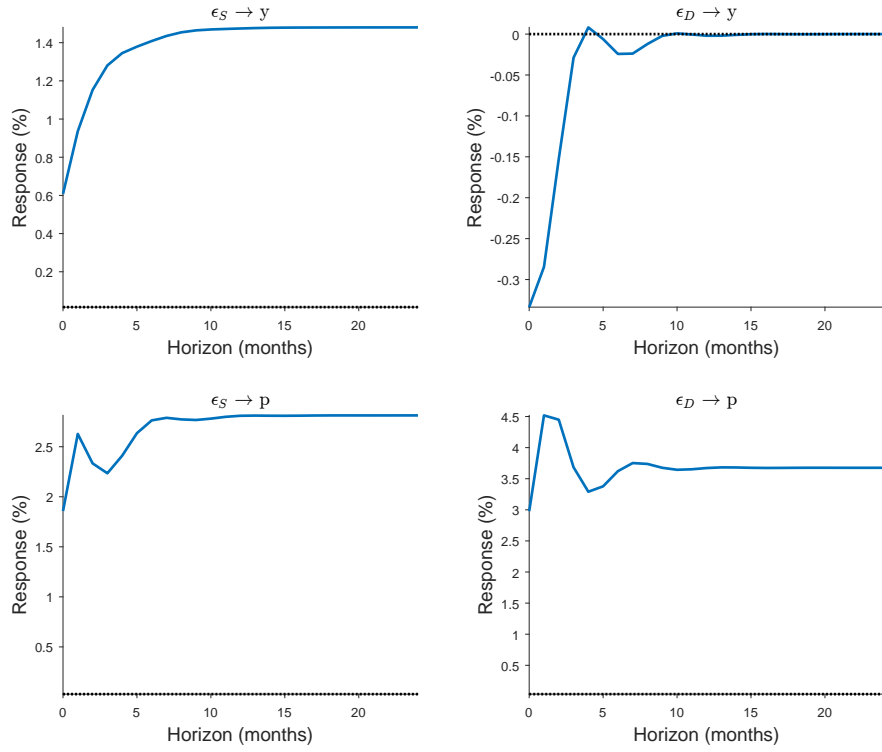 ϵ_S → y
1.4
1.2
1
0.8
0.6
0.4
0.2
0 5 10 15 20
Horizon (months)
Response (%)
ϵ_D → y
0
-0.05
-0.1
-0.15
-0.2
-0.25
-0.3
0 5 10 15 20
Horizon (months)
Response (%)
ϵ_S → p
2.5
2
1.5
1
0.5
0 5 10 15 20
Horizon (months)
Response (%)
ϵ_D → p
4.5
4
3.5
3
2.5
2
1.5
1
0.5
0 5 10 15 20
Horizon (months)
Response (%)